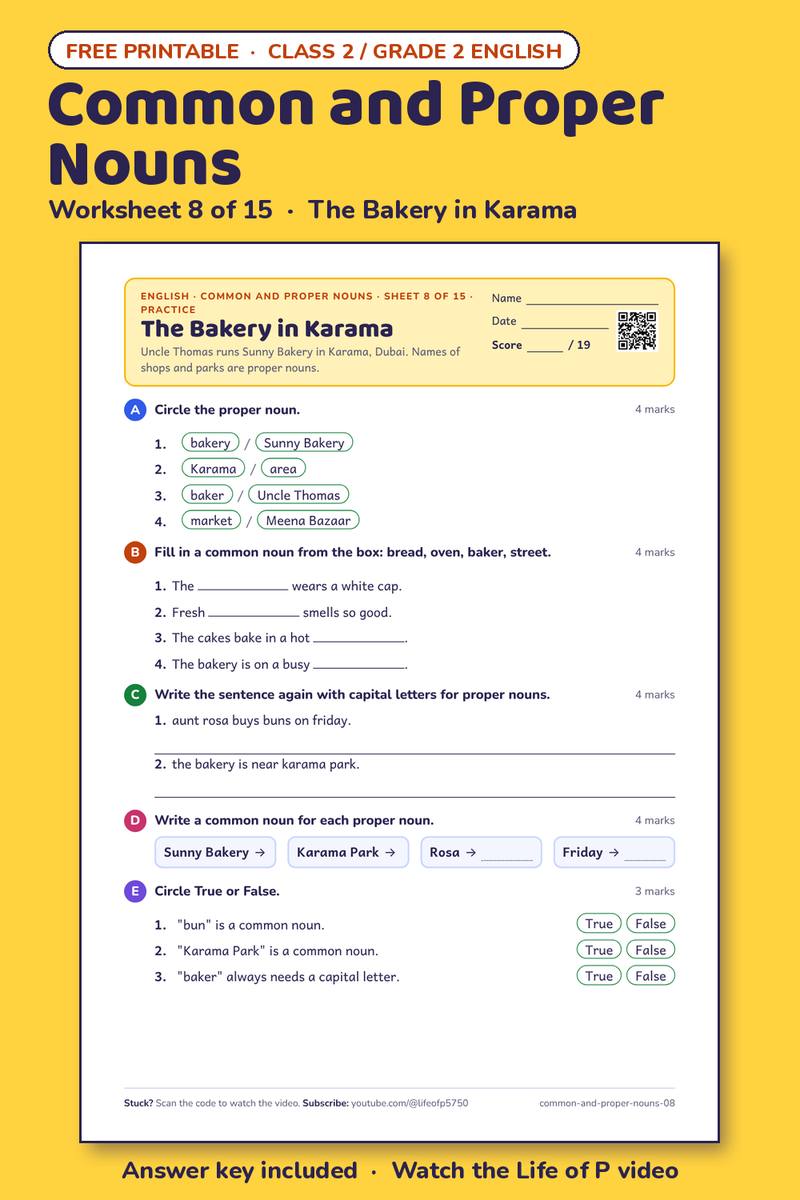 FREE PRINTABLE · CLASS 2 / GRADE 2 ENGLISH
Common and Proper
Nouns
Worksheet 8 of 15 · The Bakery in Karama
ENGLISH · COMMON AND PROPER NOUNS · SHEET 8 OF 15 ·
PRACTICE
The Bakery in Karama
Uncle Thomas runs Sunny Bakery in Karama, Dubai. Names of
shops and parks are proper nouns.
Name
Date
Score ______ / 19
A Circle the proper noun. 4 marks
1. bakery / Sunny Bakery
2. Karama / area
3. baker / Uncle Thomas
4. market / Meena Bazaar
B Fill in a common noun from the box: bread, oven, baker, street. 4 marks
1. The ____________ wears a white cap.
2. Fresh ____________ smells so good.
3. The cakes bake in a hot ____________.
4. The bakery is on a busy ____________.
C Write the sentence again with capital letters for proper nouns. 4 marks
1. aunt rosa buys buns on friday.
2. the bakery is near karama park.
D Write a common noun for each proper noun. 4 marks
Sunny Bakery → Karama Park → Rosa → ________ Friday → ______
E Circle True or False. 3 marks
1. "bun" is a common noun. True False
2. "Karama Park" is a common noun. True False
3. "baker" always needs a capital letter. True False
Stuck? Scan the code to watch the video. Subscribe: youtube.com/@lifeofp5750 common-and-proper-nouns-08
Answer key included · Watch the Life of P video